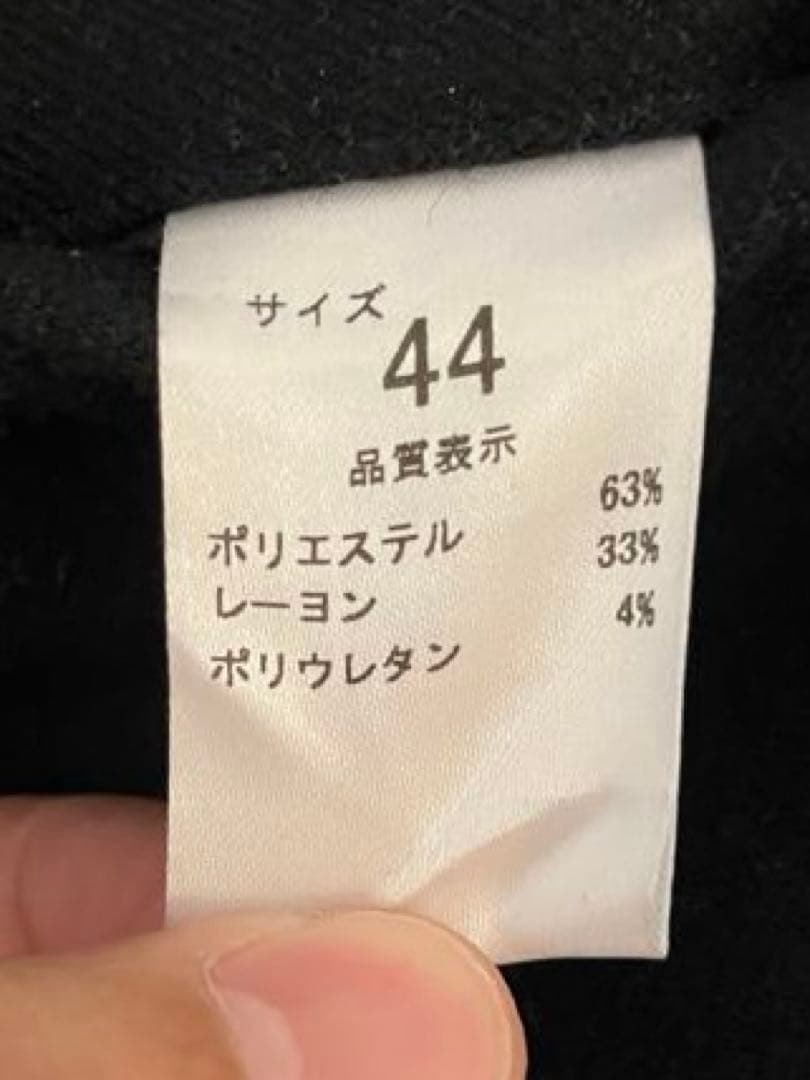 サイズ 44
品質表示
ポリエステル 63%
レーヨン 33%
ポリウレタン 4%